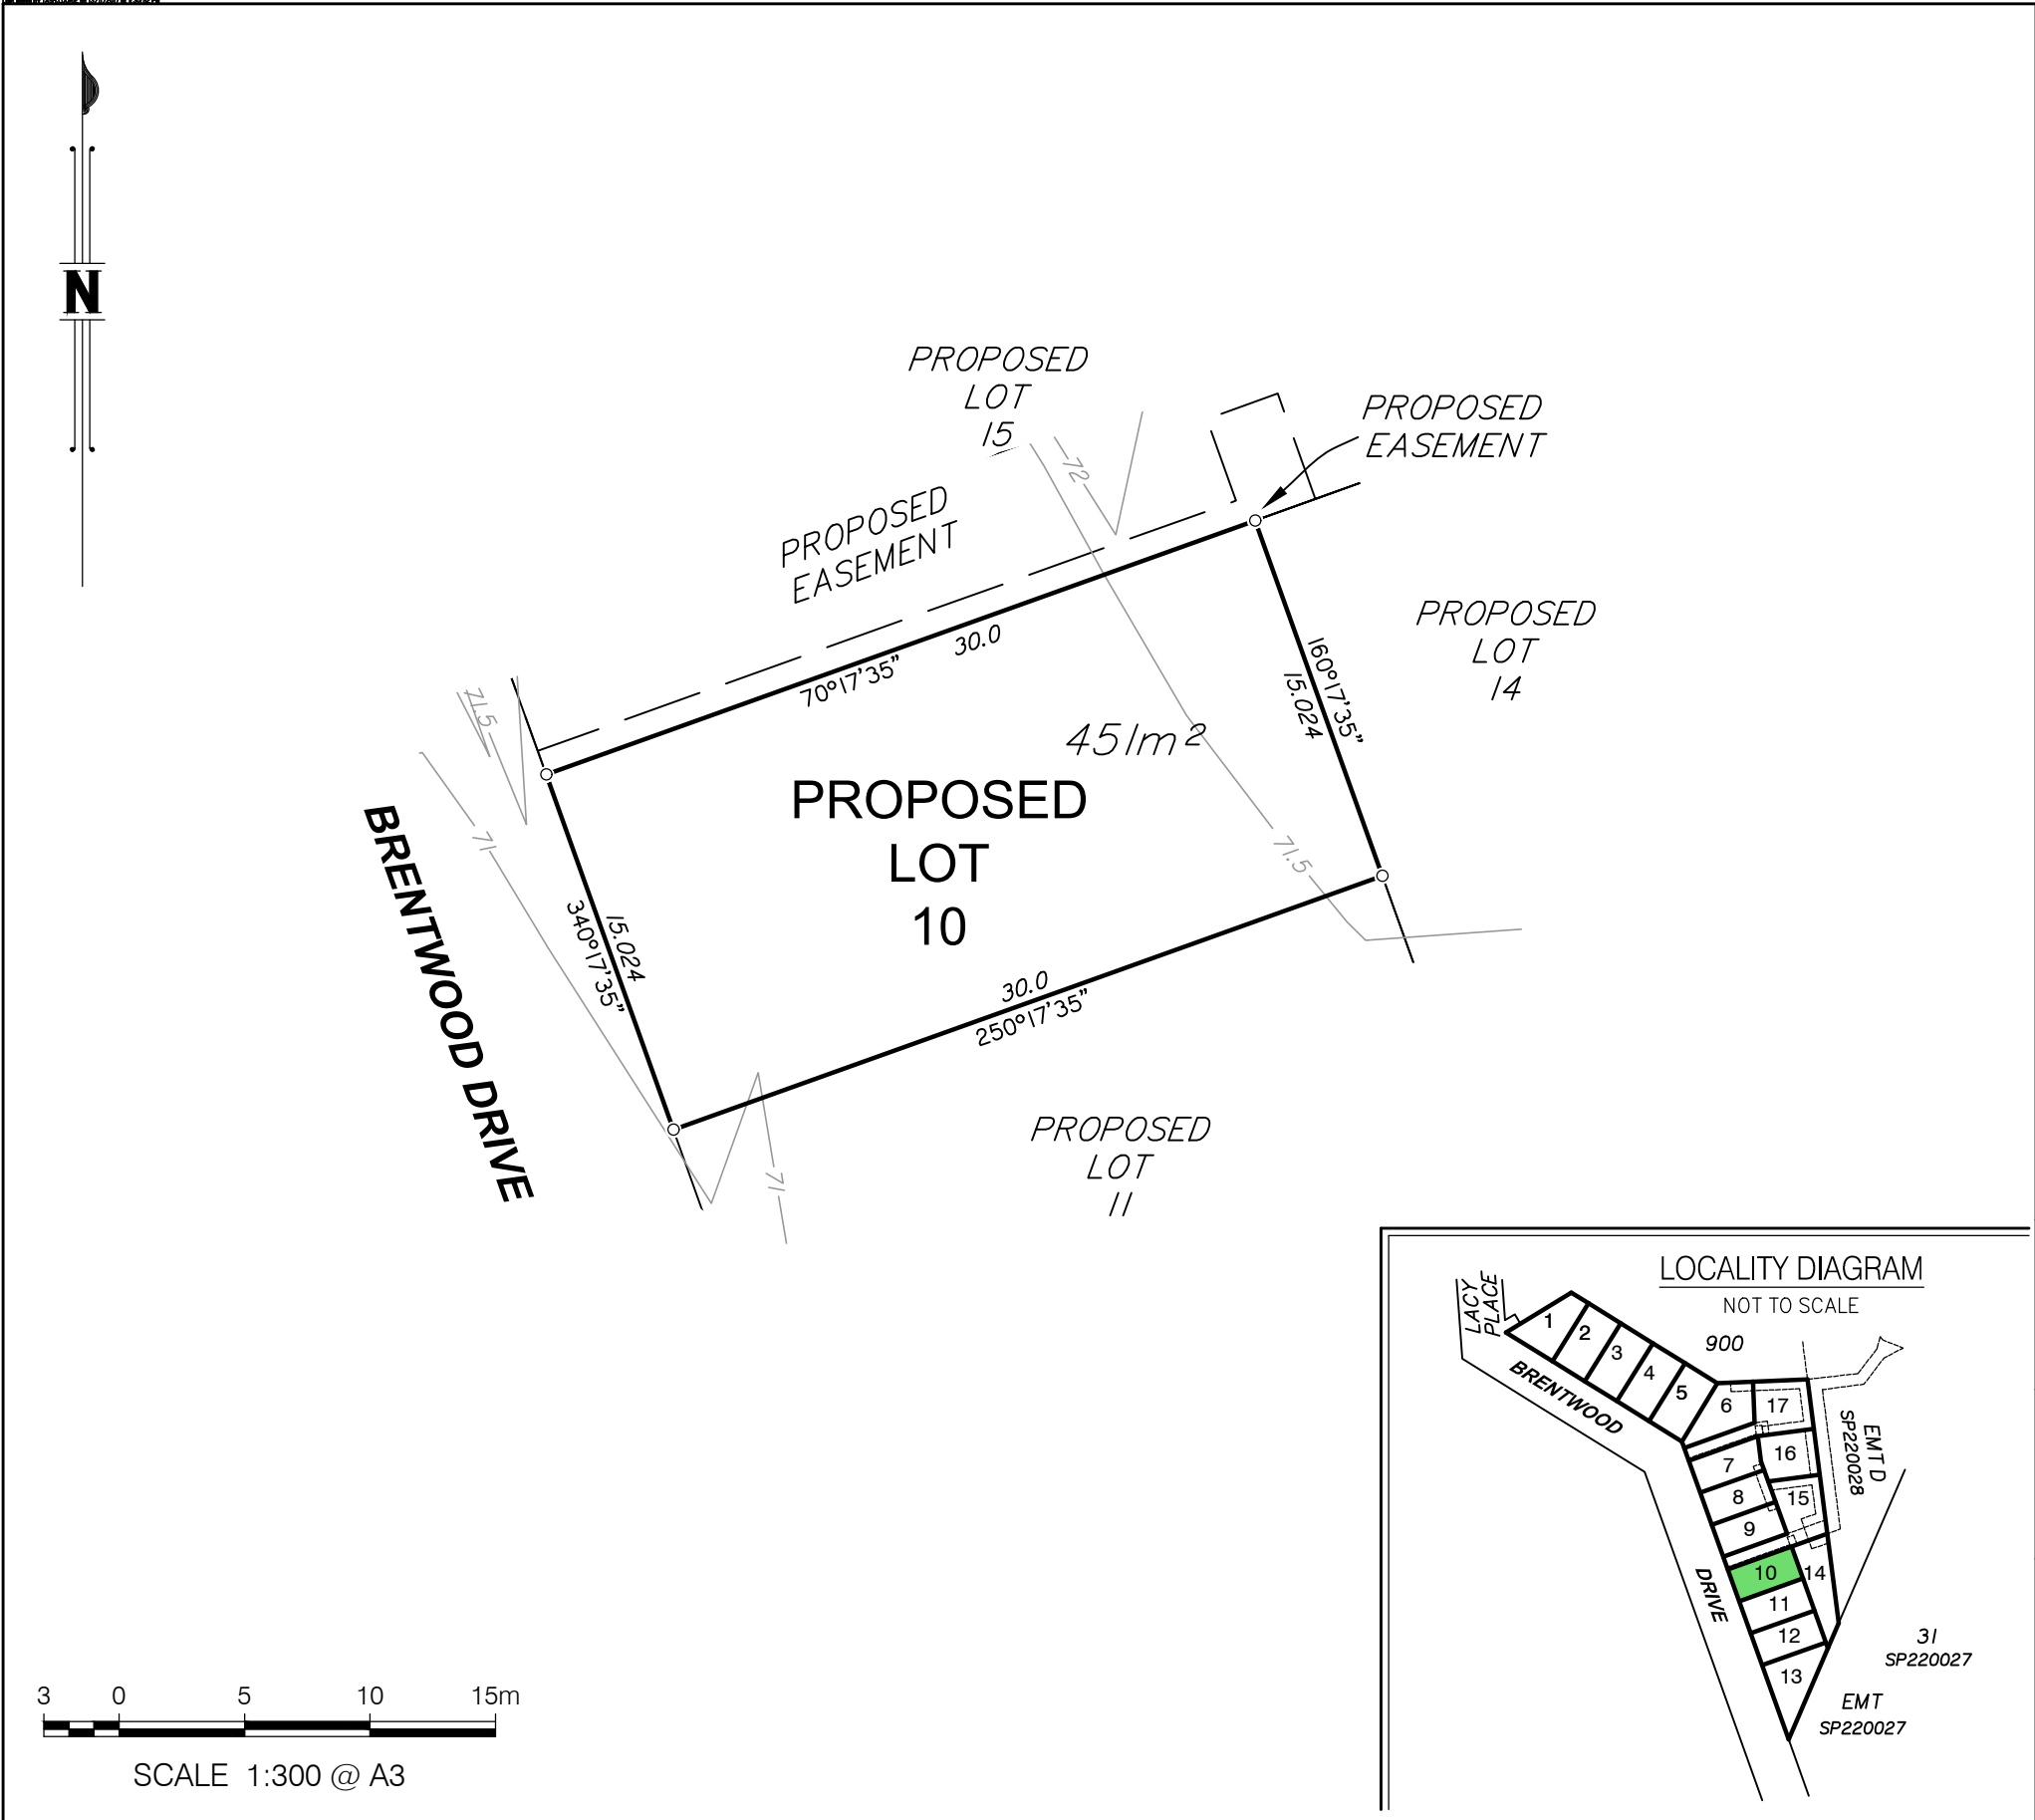 N
PROPOSED
LOT
15
PROPOSED
EASEMENT
72
PROPOSED
EASEMENT
PROPOSED
LOT
14
30.0
70°17'35"
160°17'35"
15.024
71.5
451m²
71
PROPOSED
LOT
10
71.5
BRENTWOOD DRIVE
15.024
340°17'35"
30.0
250°17'35"
PROPOSED
LOT
11
71
LOCALITY DIAGRAM
NOT TO SCALE
LACY
PLACE
900
1
2
3
4
5
6
17
BRENTWOOD
EMT D
SP220028
7
16
8
15
9
10
14
DRIVE
11
12
13
31
SP220027
EMT
SP220027
3 0 5 10 15m
SCALE 1:300 @ A3